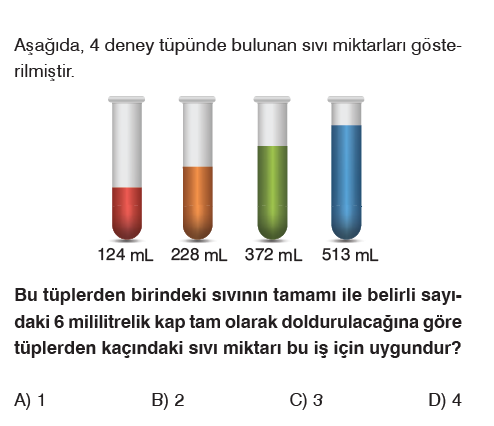 Aşağıda, 4 deney tüpünde bulunan sıvı miktarları göste-
rilmiştir.
124 mL 228 mL 372 mL 513 mL
Bu tüplerden birindeki sıvının tamamı ile belirli sayı-
daki 6 mililitrelik kap tam olarak doldurulacağına göre
tüplerden kaçındaki sıvı miktarı bu iş için uygundur?
A) 1 B) 2 C) 3 D) 4